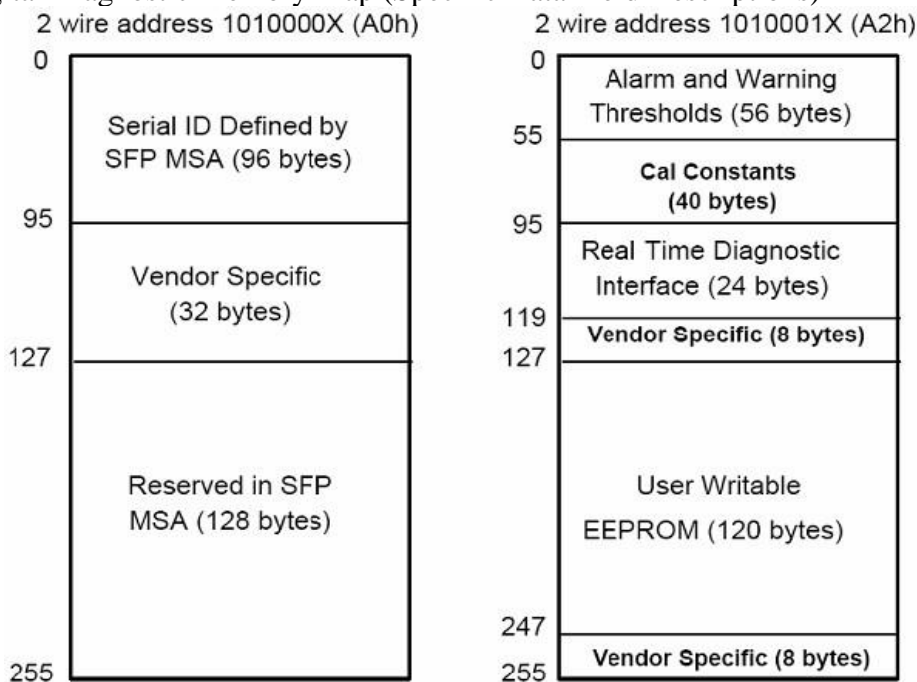 2 wire address 1010000X (A0h)
0
Serial ID Defined by
SFP MSA (96 bytes)
95
Vendor Specific
(32 bytes)
127
Reserved in SFP
MSA (128 bytes)
255
2 wire address 1010001X (A2h)
0
Alarm and Warning
Thresholds (56 bytes)
55
Cal Constants
(40 bytes)
95
Real Time Diagnostic
Interface (24 bytes)
119
Vendor Specific (8 bytes)
127
User Writable
EEPROM (120 bytes)
247
Vendor Specific (8 bytes)
255